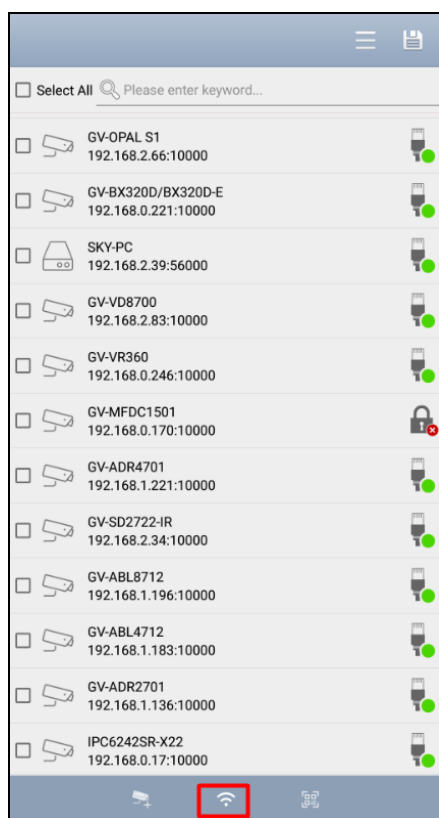 Select All Please enter keyword...
GV-OPAL S1
192.168.2.66:10000
GV-BX320D/BX320D-E
192.168.0.221:10000
SKY-PC
192.168.2.39:56000
GV-VD8700
192.168.2.83:10000
GV-VR360
192.168.0.246:10000
GV-MFDC1501
192.168.0.170:10000
GV-ADR4701
192.168.1.221:10000
GV-SD2722-IR
192.168.2.34:10000
GV-ABL8712
192.168.1.196:10000
GV-ABL4712
192.168.1.183:10000
GV-ADR2701
192.168.1.136:10000
IPC6242SR-X22
192.168.0.17:10000